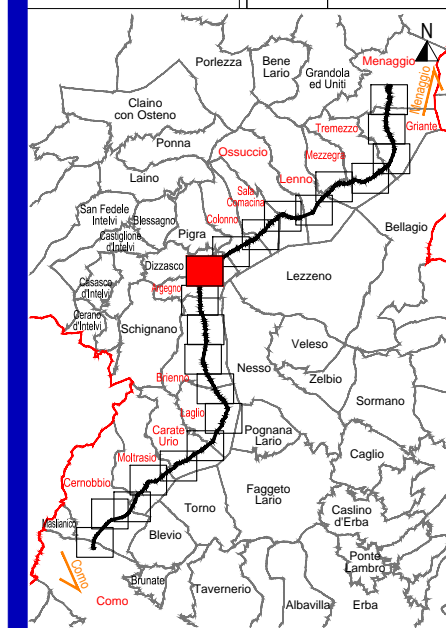 N
Porlezza
Bene
Lario
Grandola
ed Uniti
Menaggio
Menaggio
Claino
con Osteno
Tremezzo
Griante
Ponna
Ossuccio
Mezzegra
Laino
Lenno
Sala
Comacina
San Fedele
Intelvi
Blessagno
Colonno
Bellagio
Castiglione
d'Intelvi
Pigra
Dizzasco
Lezzeno
Casasco
d'Intelvi
Argegno
Cerano
d'Intelvi
Schignano
Veleso
Nesso
Zelbio
Brienno
Sormano
Laglio
Carate
Urio
Pognana
Lario
Caglio
Moltrasio
Cernobbio
Faggeto
Lario
Torno
Caslino
d'Erba
Maslianico
Blevio
Ponte
Lambro
Como
Brunate
Tavernerio
Como
Albavilla
Erba